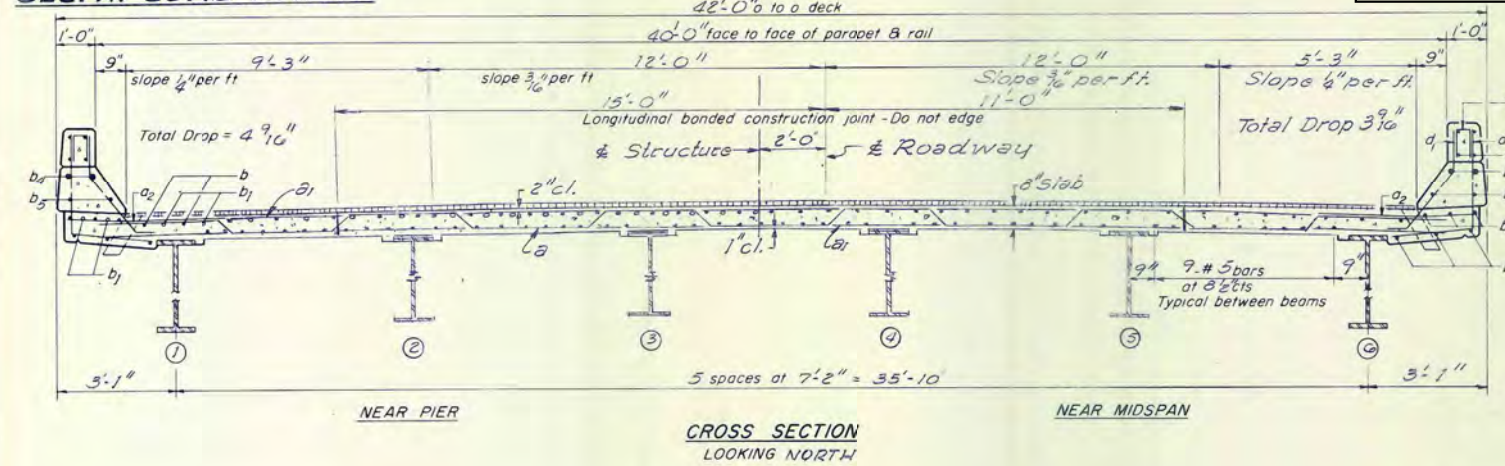 42'-0" o to o deck
1'-0"
40'-0" face to face of parapet & rail
1'-0"
9"
9'-3"
12'-0"
12'-0"
5'-3"
9"
slope 1/4" per ft
slope 3/16" per ft
Slope 3/16" per ft.
Slope 1/4" per ft.
15'-0"
11'-0"
Longitudinal bonded construction joint - Do not edge
Total Drop = 4 9/16"
Total Drop 3 9/16"
℄ Structure
2'-0"
℄ Roadway
b4
b5
a2
b
b1
a1
2"cl.
8"Slab
a2
d1
b1
a
1"cl.
a1
9"
9-#5bars
at 8 1/2"cts
Typical between beams
9"
1
2
3
4
5
6
3'-1"
5 spaces at 7'-2" = 35'-10"
3'-1"
NEAR PIER
NEAR MIDSPAN
CROSS SECTION
LOOKING NORTH